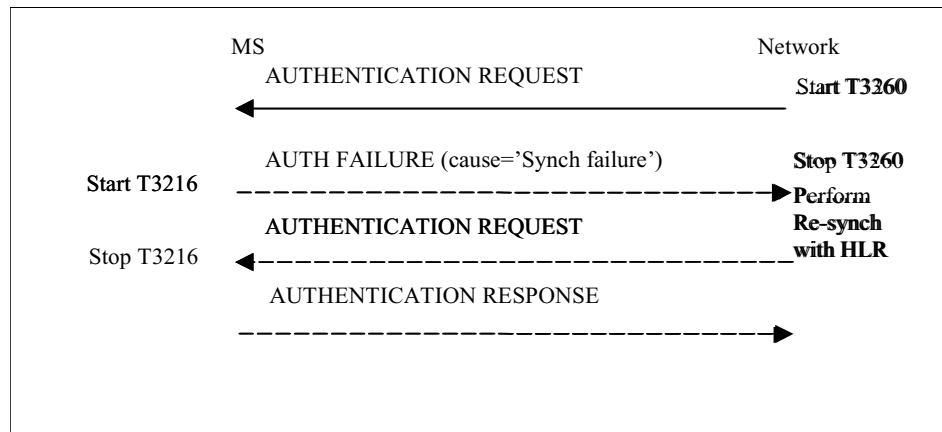 MS
Network
AUTHENTICATION REQUEST
Start T3260
AUTH FAILURE (cause='Synch failure')
Stop T3260
Start T3216
Perform
Re-synch
with HLR
AUTHENTICATION REQUEST
Stop T3216
AUTHENTICATION RESPONSE